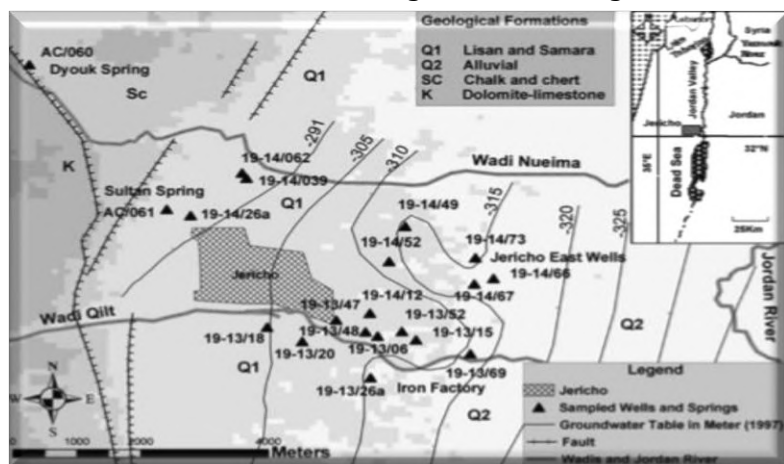 Geological Formations
Q1 Lisan and Samara
Q2 Alluvial
SC Chalk and chert
K Dolomite-limestone
Lebanon
Syria
Jordan Valley
Jordan
Jericho
32°N
36°E
Dead Sea
25Km
AC/060
Dyouk Spring
Sc
Q1
K
-291
-305
-310
-315
-320
-325
Wadi Nueima
19-14/062
19-14/039
Sultan Spring
AC/061
19-14/26a
Q1
19-14/49
19-14/52
19-14/73
Jericho East Wells
19-14/66
19-14/67
Jericho
19-14/12
19-13/47
19-13/52
19-13/48
19-13/15
19-13/06
Wadi Qilt
19-13/18
19-13/20
19-13/69
19-13/26a
Iron Factory
Q1
Q2
Q2
Jordan River
N
W E
S
0 2000 4000
Meters
Legend
Jericho
Sampled Wells and Springs
Groundwater Table in Meter (1997)
Fault
Wadis and Jordan River